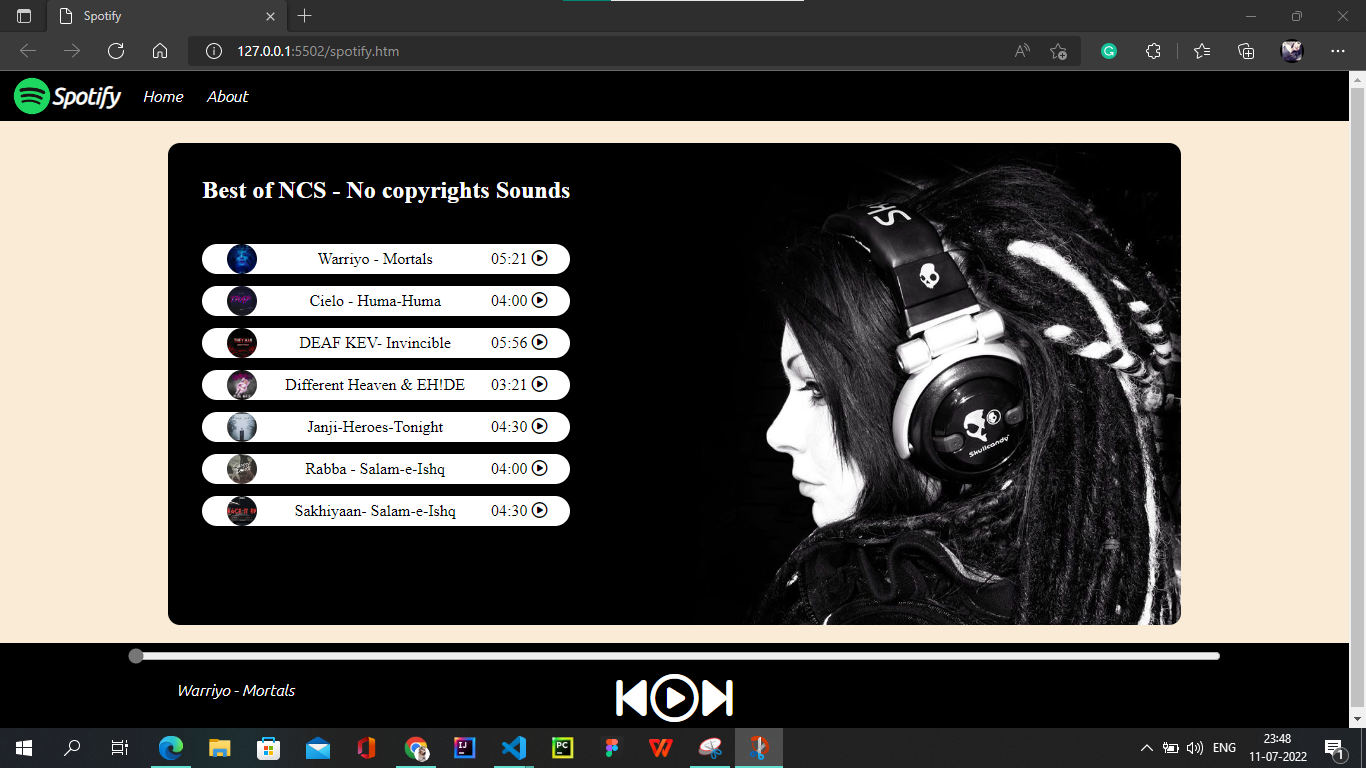 Spotify
127.0.0.1:5502/spotify.htm
Spotify Home About
Best of NCS - No copyrights Sounds
Warriyo - Mortals 05:21
Cielo - Huma-Huma 04:00
DEAF KEV- Invincible 05:56
Different Heaven & EH!DE 03:21
Janji-Heroes-Tonight 04:30
Rabba - Salam-e-Ishq 04:00
Sakhiyaan- Salam-e-Ishq 04:30
Skullcandy
Warriyo - Mortals
ENG
23:48
11-07-2022
1